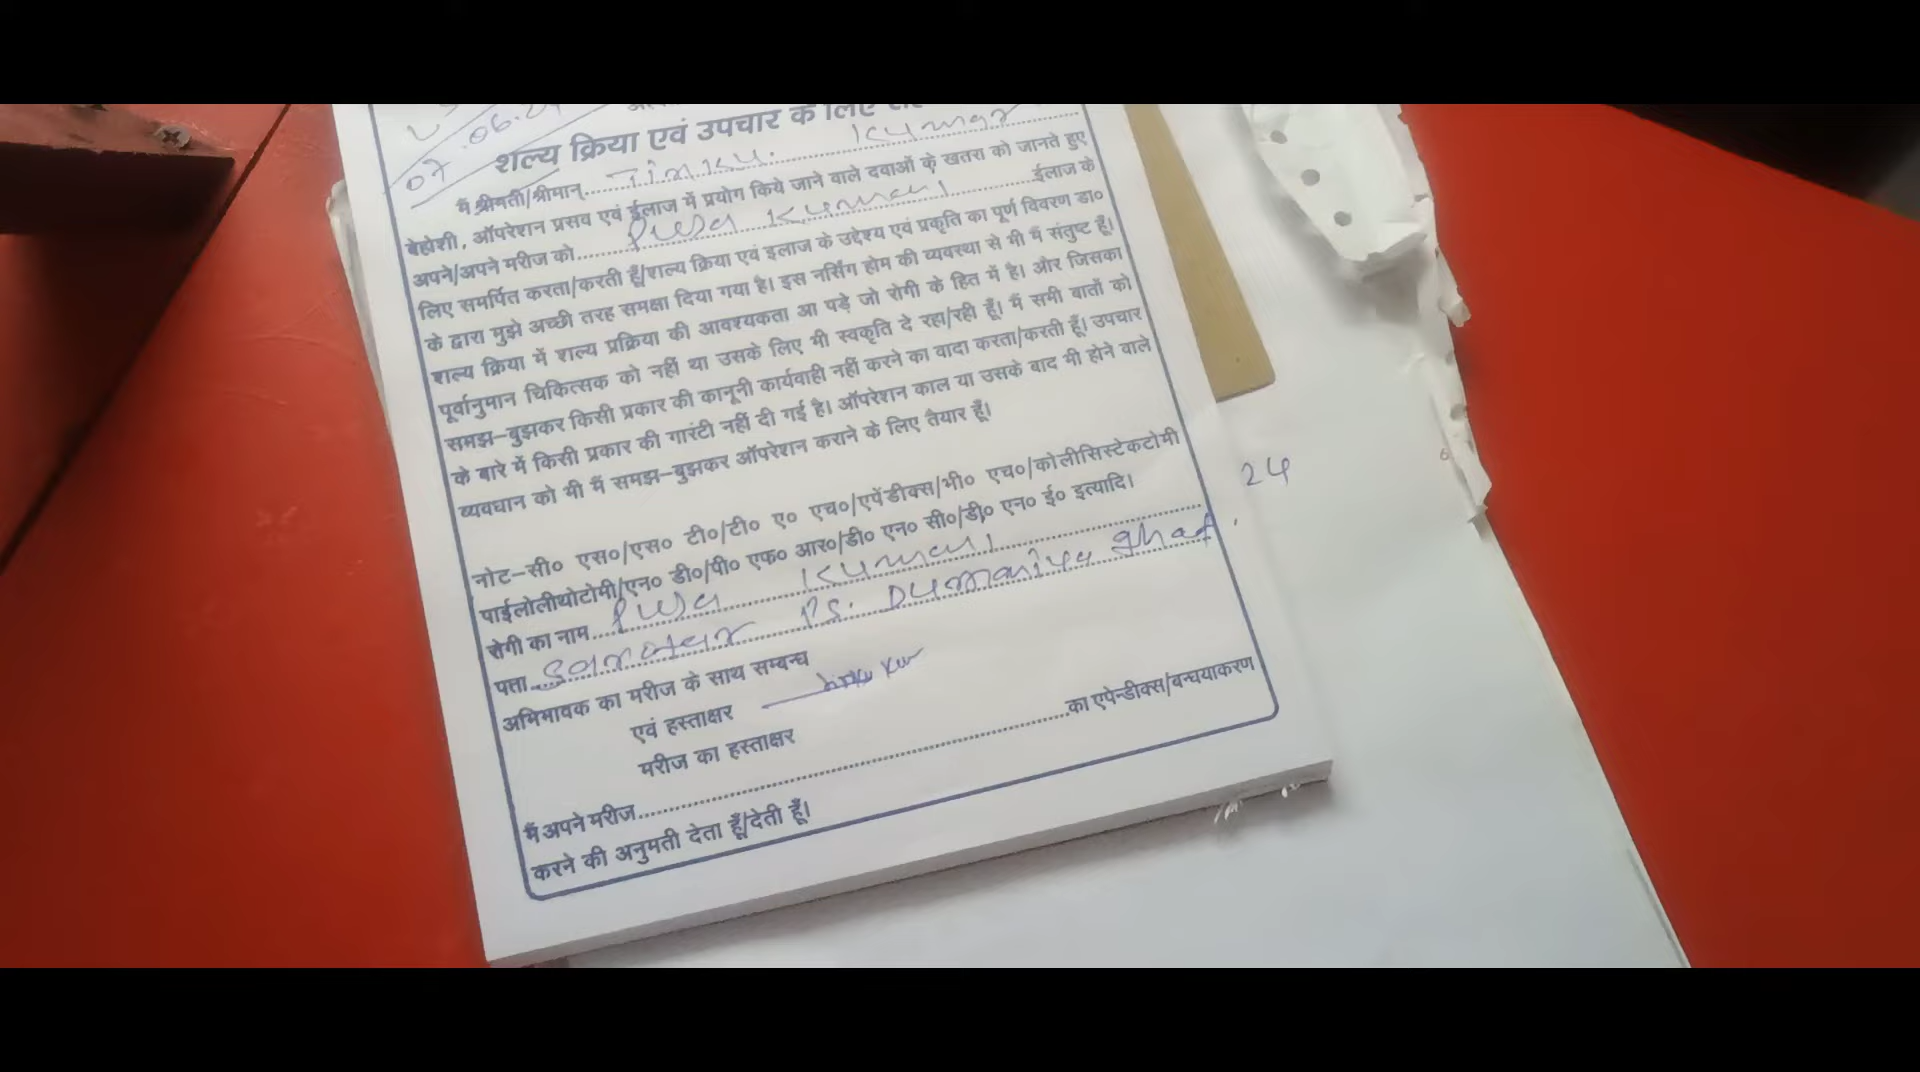 07.06.24
शल्य क्रिया एवं उपचार के लिए
मैं श्रीमती/श्रीमान्.......... Kumar
बेहोशी, ऑपरेशन प्रसव एवं ईलाज में प्रयोग किये जाने वाले दवाओं के खतरा को जानते हुए
अपने/अपने मरीज को.......... Kumari ..........ईलाज के
लिए समर्पित करता/करती हूँ/शल्य क्रिया एवं इलाज के उद्देश्य एवं प्रकृति का पूर्ण विवरण डा०
के द्वारा मुझे अच्छी तरह समक्षा दिया गया है। इस नर्सिंग होम की व्यवस्था से भी मैं संतुष्ट हूँ।
शल्य क्रिया में शल्य प्रक्रिया की आवश्यकता आ पड़े जो रोगी के हित में है। और जिसका
पूर्वानुमान चिकित्सक को नहीं था उसके लिए भी स्वकृति दे रहा/रही हूँ। मैं सभी बातों को
समझ-बुझकर किसी प्रकार की कानूनी कार्यवाही नहीं करने का वादा करता/करती हूँ। उपचार
के बारे में किसी प्रकार की गारंटी नहीं दी गई है। ऑपरेशन काल या उसके बाद भी होने वाले
व्यवधान को भी मैं समझ-बुझकर ऑपरेशन कराने के लिए तैयार हूँ।
नोट-सी० एस०/एस० टी०/टी० ए० एच०/एपेंडीक्स/भी० एच०/कोलीसिस्टेकटोमी
पाईलोलीथोटोमी/एन० डी०/पी० एफ० आर०/डी० एन० सी०/डी० एन० ई० इत्यादि।
रोगी का नाम.......... Kumari
पत्ता.......... Ps. Dumariya ghat
अभिभावक का मरीज के साथ सम्बन्ध
एवं हस्ताक्षर
मरीज का हस्ताक्षर
मैं अपने मरीज....................का एपेन्डीक्स/बन्घयाकरण
करने की अनुमती देता हूँ/देती हूँ।
24